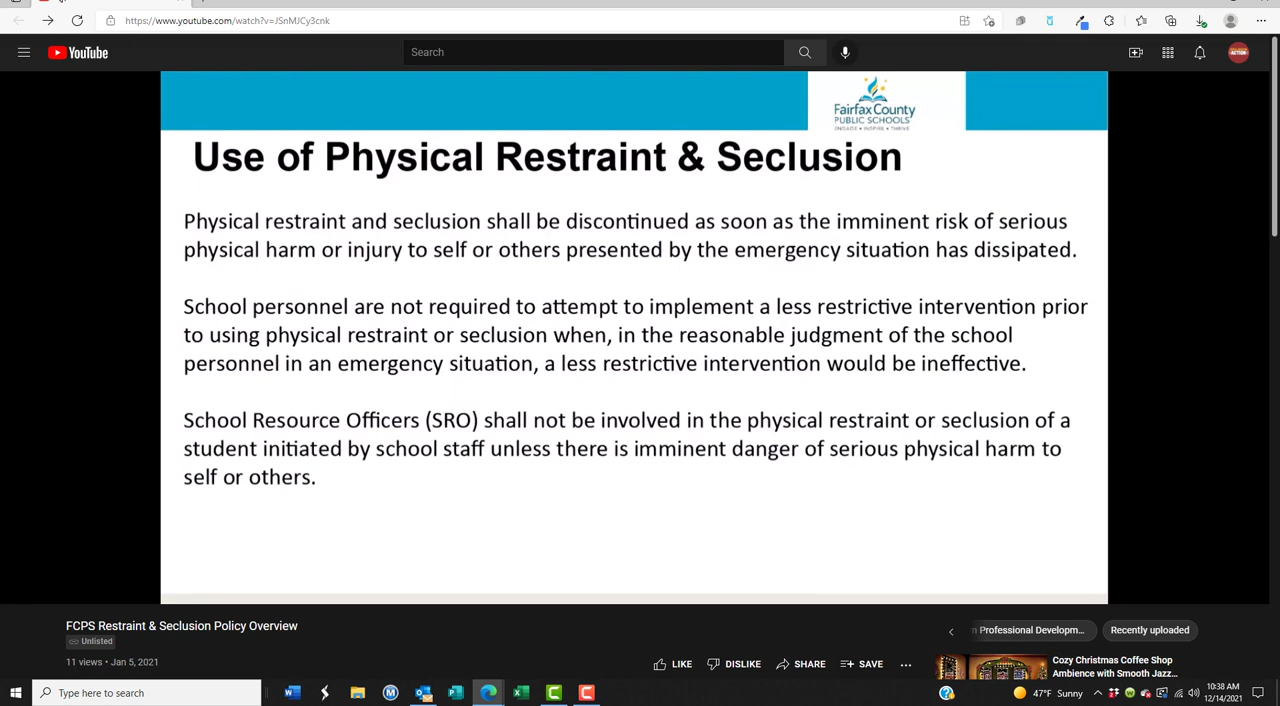 https://www.youtube.com/watch?v=JSnMJCy3cnk
YouTube
Search
Fairfax County
PUBLIC SCHOOLS
ENGAGE • INSPIRE • THRIVE
Use of Physical Restraint & Seclusion
Physical restraint and seclusion shall be discontinued as soon as the imminent risk of serious
physical harm or injury to self or others presented by the emergency situation has dissipated.
School personnel are not required to attempt to implement a less restrictive intervention prior
to using physical restraint or seclusion when, in the reasonable judgment of the school
personnel in an emergency situation, a less restrictive intervention would be ineffective.
School Resource Officers (SRO) shall not be involved in the physical restraint or seclusion of a
student initiated by school staff unless there is imminent danger of serious physical harm to
self or others.
FCPS Restraint & Seclusion Policy Overview
Unlisted
11 views • Jan 5, 2021
LIKE DISLIKE SHARE SAVE
Professional Developm... Recently uploaded
Cozy Christmas Coffee Shop
Ambience with Smooth Jazz...
Type here to search
47°F Sunny
10:38 AM
12/14/2021